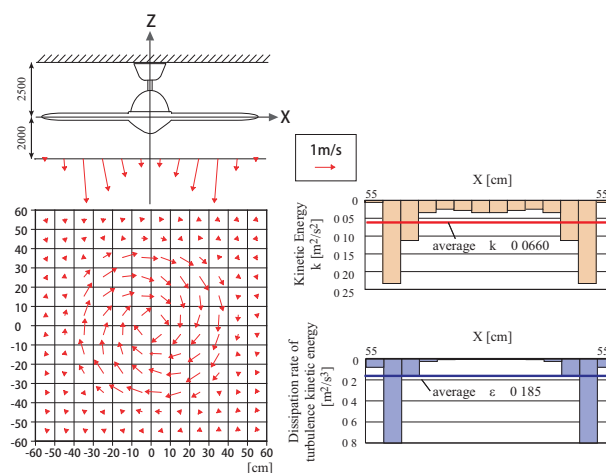 Z
2500
X
2000
1m/s
60
50
40
30
20
10
0
-10
-20
-30
-40
-50
-60
-60 -50 -40 -30 -20 -10 0 10 20 30 40 50 60
[cm]
X [cm]
55 55
0
0 05
0 10
0 15
0 20
0 25
Kinetic Energy
k [m²/s²]
average k 0 0660
X [cm]
55 55
0
0 2
0 4
0 6
0 8
Dissipation rate of
turbulence kinetic energy
[m²/s³]
average ε 0 185